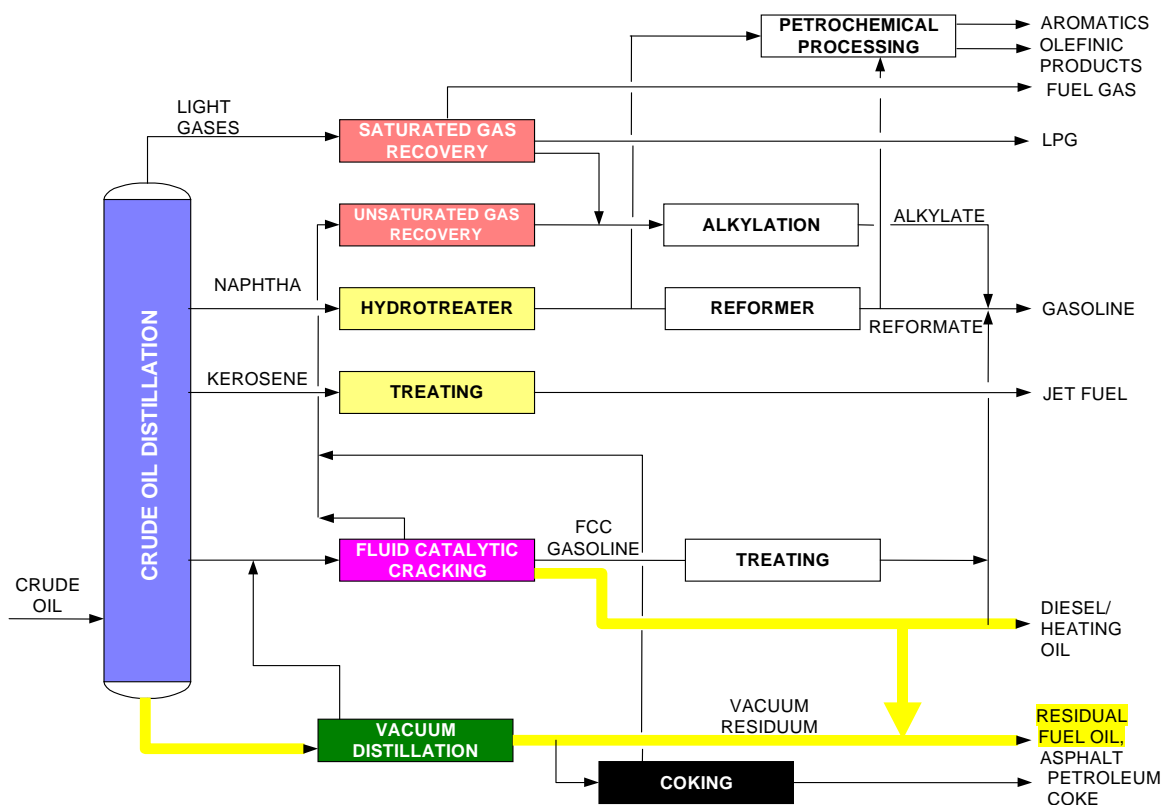 PETROCHEMICAL
PROCESSING
AROMATICS
OLEFINIC
PRODUCTS
FUEL GAS
LIGHT
GASES
SATURATED GAS
RECOVERY
LPG
UNSATURATED GAS
RECOVERY
ALKYLATION
ALKYLATE
NAPHTHA
HYDROTREATER
REFORMER
REFORMATE
GASOLINE
KEROSENE
TREATING
JET FUEL
CRUDE OIL DISTILLATION
FCC
GASOLINE
FLUID CATALYTIC
CRACKING
TREATING
CRUDE
OIL
DIESEL/
HEATING
OIL
VACUUM
DISTILLATION
VACUUM
RESIDUUM
RESIDUAL
FUEL OIL,
ASPHALT
COKING
PETROLEUM
COKE